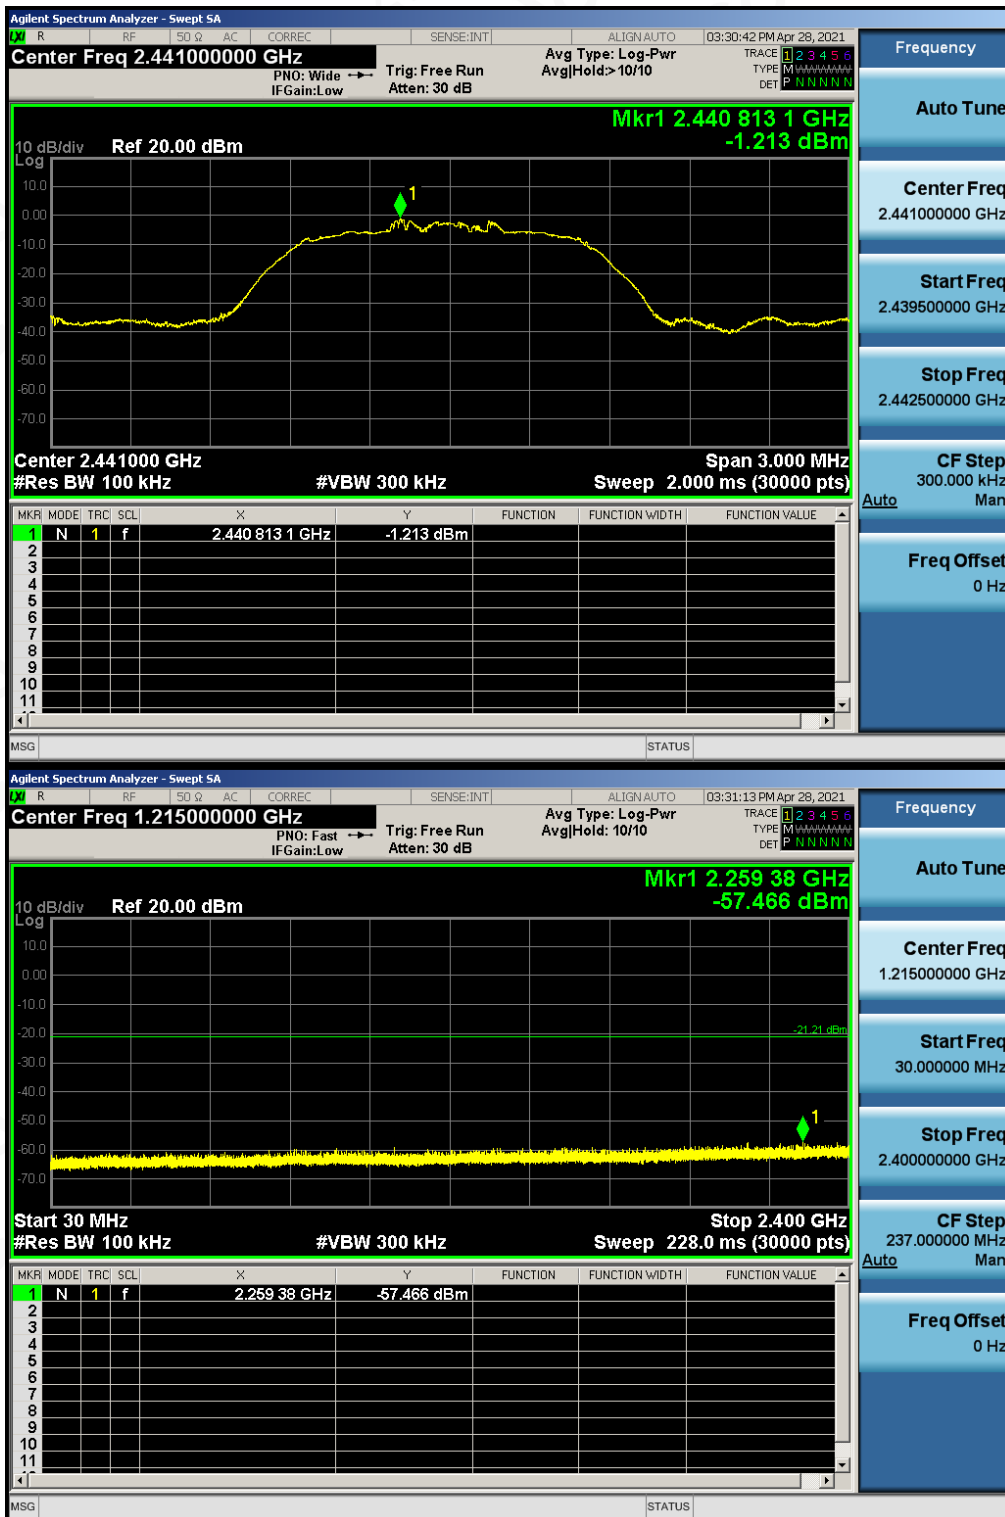 Agilent Spectrum Analyzer - Swept SA
LXI R RF 50 Ω AC CORREC SENSE:INT ALIGN AUTO 03:30:42 PM Apr 28, 2021
Center Freq 2.441000000 GHz
PNO: Wide
IFGain:Low
Trig: Free Run
Atten: 30 dB
Avg Type: Log-Pwr
Avg|Hold:> 10/10
TRACE 1 2 3 4 5 6
TYPE M WWWWW
DET P N N N N N
Mkr1 2.440 813 1 GHz
-1.213 dBm
10 dB/div Ref 20.00 dBm
Log
10.0
0.00
-10.0
-20.0
-30.0
-40.0
-50.0
-60.0
-70.0
1
Center 2.441000 GHz Span 3.000 MHz
#Res BW 100 kHz #VBW 300 kHz Sweep 2.000 ms (30000 pts)
MKR MODE TRC SCL X Y FUNCTION FUNCTION WIDTH FUNCTION VALUE
1 N 1 f 2.440 813 1 GHz -1.213 dBm
2
3
4
5
6
7
8
9
10
11
MSG STATUS
Frequency
Auto Tune
Center Freq
2.441000000 GHz
Start Freq
2.439500000 GHz
Stop Freq
2.442500000 GHz
CF Step
300.000 kHz
Auto Man
Freq Offset
0 Hz
Agilent Spectrum Analyzer - Swept SA
LXI R RF 50 Ω AC CORREC SENSE:INT ALIGN AUTO 03:31:13 PM Apr 28, 2021
Center Freq 1.215000000 GHz
PNO: Fast
IFGain:Low
Trig: Free Run
Atten: 30 dB
Avg Type: Log-Pwr
Avg|Hold: 10/10
TRACE 1 2 3 4 5 6
TYPE M WWWWW
DET P N N N N N
Mkr1 2.259 38 GHz
-57.466 dBm
10 dB/div Ref 20.00 dBm
Log
10.0
0.00
-10.0
-20.0
-30.0
-40.0
-50.0
-60.0
-70.0
-21.21 dBm
1
Start 30 MHz Stop 2.400 GHz
#Res BW 100 kHz #VBW 300 kHz Sweep 228.0 ms (30000 pts)
MKR MODE TRC SCL X Y FUNCTION FUNCTION WIDTH FUNCTION VALUE
1 N 1 f 2.259 38 GHz -57.466 dBm
2
3
4
5
6
7
8
9
10
11
MSG STATUS
Frequency
Auto Tune
Center Freq
1.215000000 GHz
Start Freq
30.000000 MHz
Stop Freq
2.400000000 GHz
CF Step
237.000000 MHz
Auto Man
Freq Offset
0 Hz